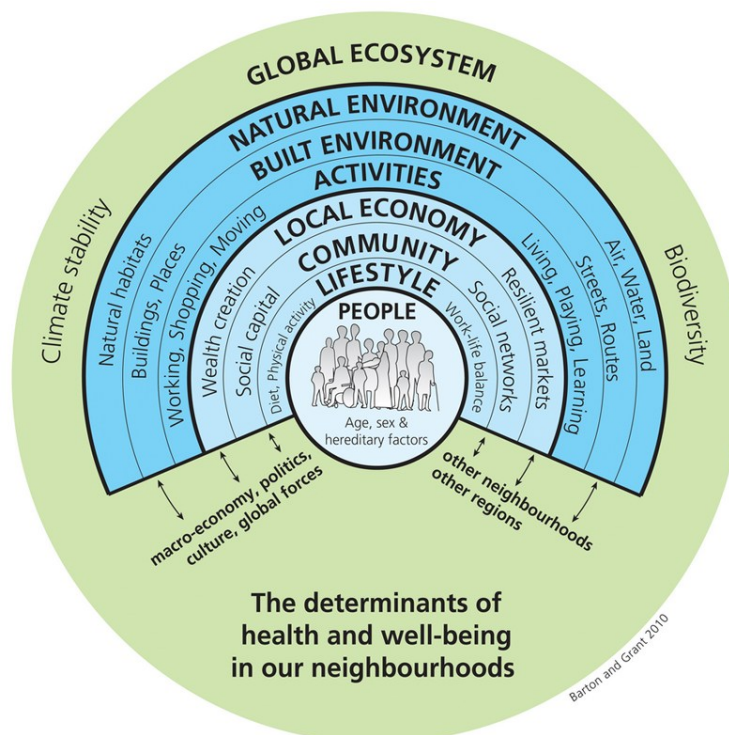 GLOBAL ECOSYSTEM
NATURAL ENVIRONMENT
BUILT ENVIRONMENT
ACTIVITIES
LOCAL ECONOMY
COMMUNITY
LIFESTYLE
PEOPLE
Age, sex &
hereditary factors
Climate stability
Natural habitats
Buildings, Places
Working, Shopping, Moving
Wealth creation
Social capital
Diet, Physical activity
Work-life balance
Social networks
Resilient markets
Living, Playing, Learning
Streets, Routes
Air, Water, Land
Biodiversity
macro-economy, politics,
culture, global forces
other neighbourhoods
other regions
The determinants of
health and well-being
in our neighbourhoods
Barton and Grant 2010